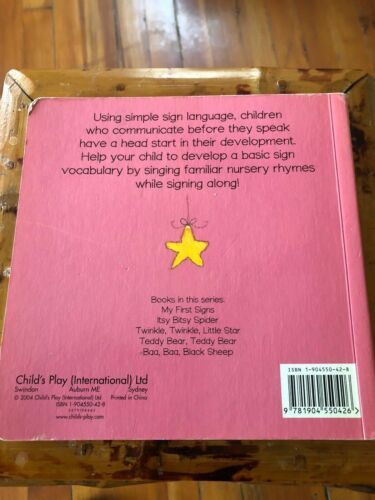 Using simple sign language, children
who communicate before they speak
have a head start in their development.
Help your child to develop a basic sign
vocabulary by singing familiar nursery rhymes
while signing along!
Books in this series:
My First Signs
Itsy Bitsy Spider
Twinkle, Twinkle, Little Star
Teddy Bear, Teddy Bear
Baa, Baa, Black Sheep
Child's Play (International) Ltd
Swindon Auburn ME Sydney
© 2004 Child's Play (International) Ltd Printed in China
ISBN 1-904550-42-8
www.childs-play.com
ISBN 1-904550-42-8
9 781904 550426 >